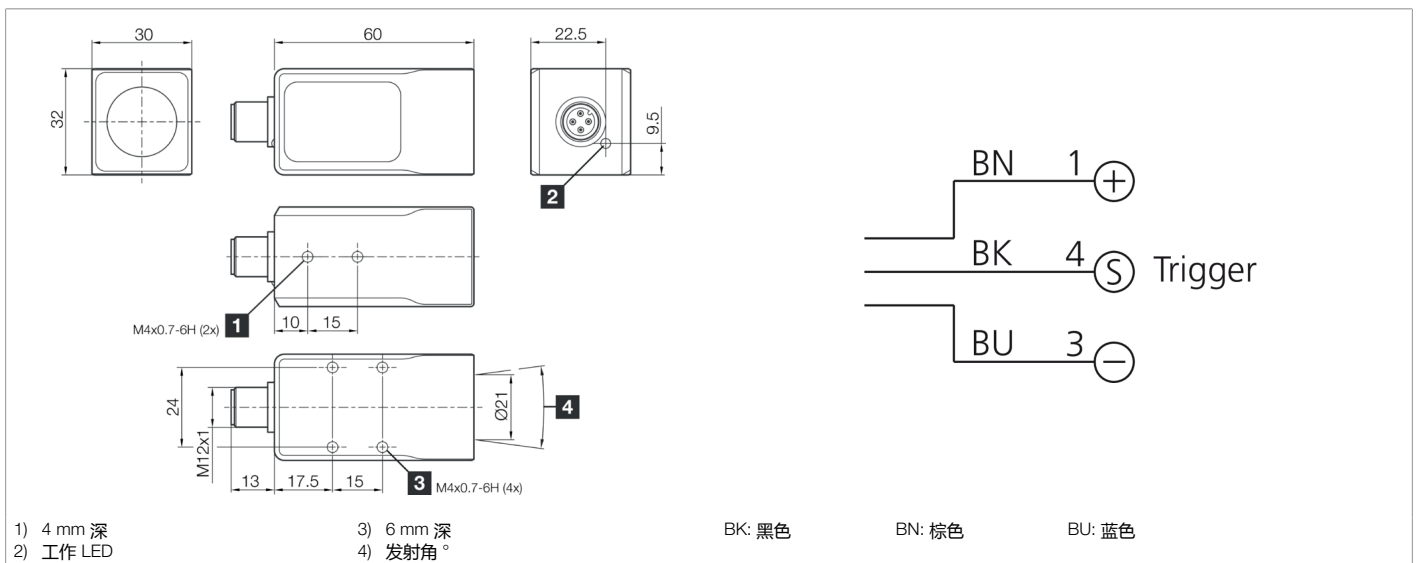 30
60
22.5
32
9.5
2
M4x0.7-6H (2x)
1
10
15
24
M12x1
13
17.5
15
3
M4x0.7-6H (4x)
Ø21
4
BN
1
+
BK
4
S
Trigger
BU
3
−
1) 4 mm 深
2) 工作 LED
3) 6 mm 深
4) 发射角 °
BK: 黑色
BN: 棕色
BU: 蓝色